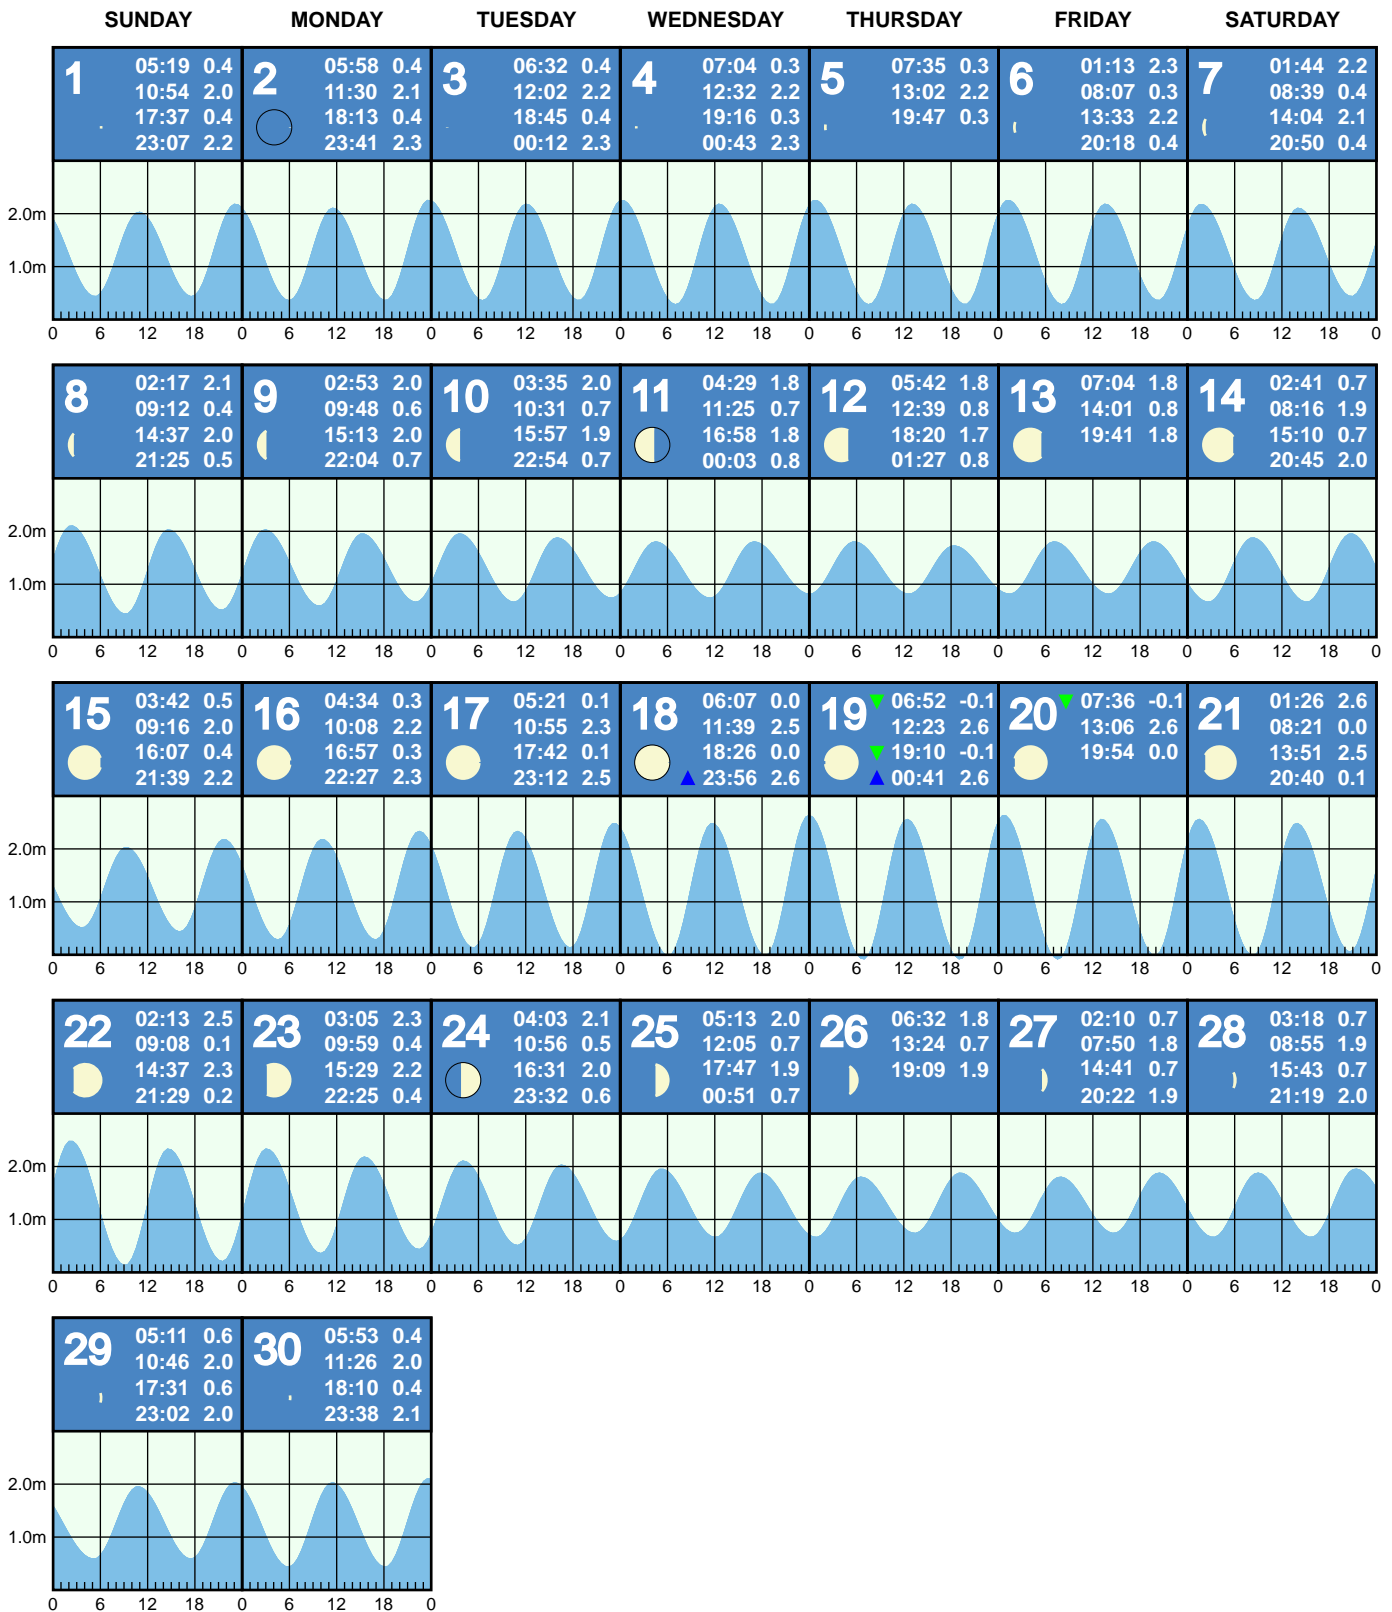 SUNDAY MONDAY TUESDAY WEDNESDAY THURSDAY FRIDAY SATURDAY
1 05:19 0.4
10:54 2.0
17:37 0.4
23:07 2.2
2 05:58 0.4
11:30 2.1
18:13 0.4
23:41 2.3
3 06:32 0.4
12:02 2.2
18:45 0.4
00:12 2.3
4 07:04 0.3
12:32 2.2
19:16 0.3
00:43 2.3
5 07:35 0.3
13:02 2.2
19:47 0.3
6 01:13 2.3
08:07 0.3
13:33 2.2
20:18 0.4
7 01:44 2.2
08:39 0.4
14:04 2.1
20:50 0.4
2.0m
1.0m
0 6 12 18 0 6 12 18 0 6 12 18 0 6 12 18 0 6 12 18 0 6 12 18 0 6 12 18 0
8 02:17 2.1
09:12 0.4
14:37 2.0
21:25 0.5
9 02:53 2.0
09:48 0.6
15:13 2.0
22:04 0.7
10 03:35 2.0
10:31 0.7
15:57 1.9
22:54 0.7
11 04:29 1.8
11:25 0.7
16:58 1.8
00:03 0.8
12 05:42 1.8
12:39 0.8
18:20 1.7
01:27 0.8
13 07:04 1.8
14:01 0.8
19:41 1.8
14 02:41 0.7
08:16 1.9
15:10 0.7
20:45 2.0
2.0m
1.0m
0 6 12 18 0 6 12 18 0 6 12 18 0 6 12 18 0 6 12 18 0 6 12 18 0 6 12 18 0
15 03:42 0.5
09:16 2.0
16:07 0.4
21:39 2.2
16 04:34 0.3
10:08 2.2
16:57 0.3
22:27 2.3
17 05:21 0.1
10:55 2.3
17:42 0.1
23:12 2.5
18 06:07 0.0
11:39 2.5
18:26 0.0
23:56 2.6
19 06:52 -0.1
12:23 2.6
19:10 -0.1
00:41 2.6
20 07:36 -0.1
13:06 2.6
19:54 0.0
21 01:26 2.6
08:21 0.0
13:51 2.5
20:40 0.1
2.0m
1.0m
0 6 12 18 0 6 12 18 0 6 12 18 0 6 12 18 0 6 12 18 0 6 12 18 0 6 12 18 0
22 02:13 2.5
09:08 0.1
14:37 2.3
21:29 0.2
23 03:05 2.3
09:59 0.4
15:29 2.2
22:25 0.4
24 04:03 2.1
10:56 0.5
16:31 2.0
23:32 0.6
25 05:13 2.0
12:05 0.7
17:47 1.9
00:51 0.7
26 06:32 1.8
13:24 0.7
19:09 1.9
27 02:10 0.7
07:50 1.8
14:41 0.7
20:22 1.9
28 03:18 0.7
08:55 1.9
15:43 0.7
21:19 2.0
2.0m
1.0m
0 6 12 18 0 6 12 18 0 6 12 18 0 6 12 18 0 6 12 18 0 6 12 18 0 6 12 18 0
29 05:11 0.6
10:46 2.0
17:31 0.6
23:02 2.0
30 05:53 0.4
11:26 2.0
18:10 0.4
23:38 2.1
2.0m
1.0m
0 6 12 18 0 6 12 18 0